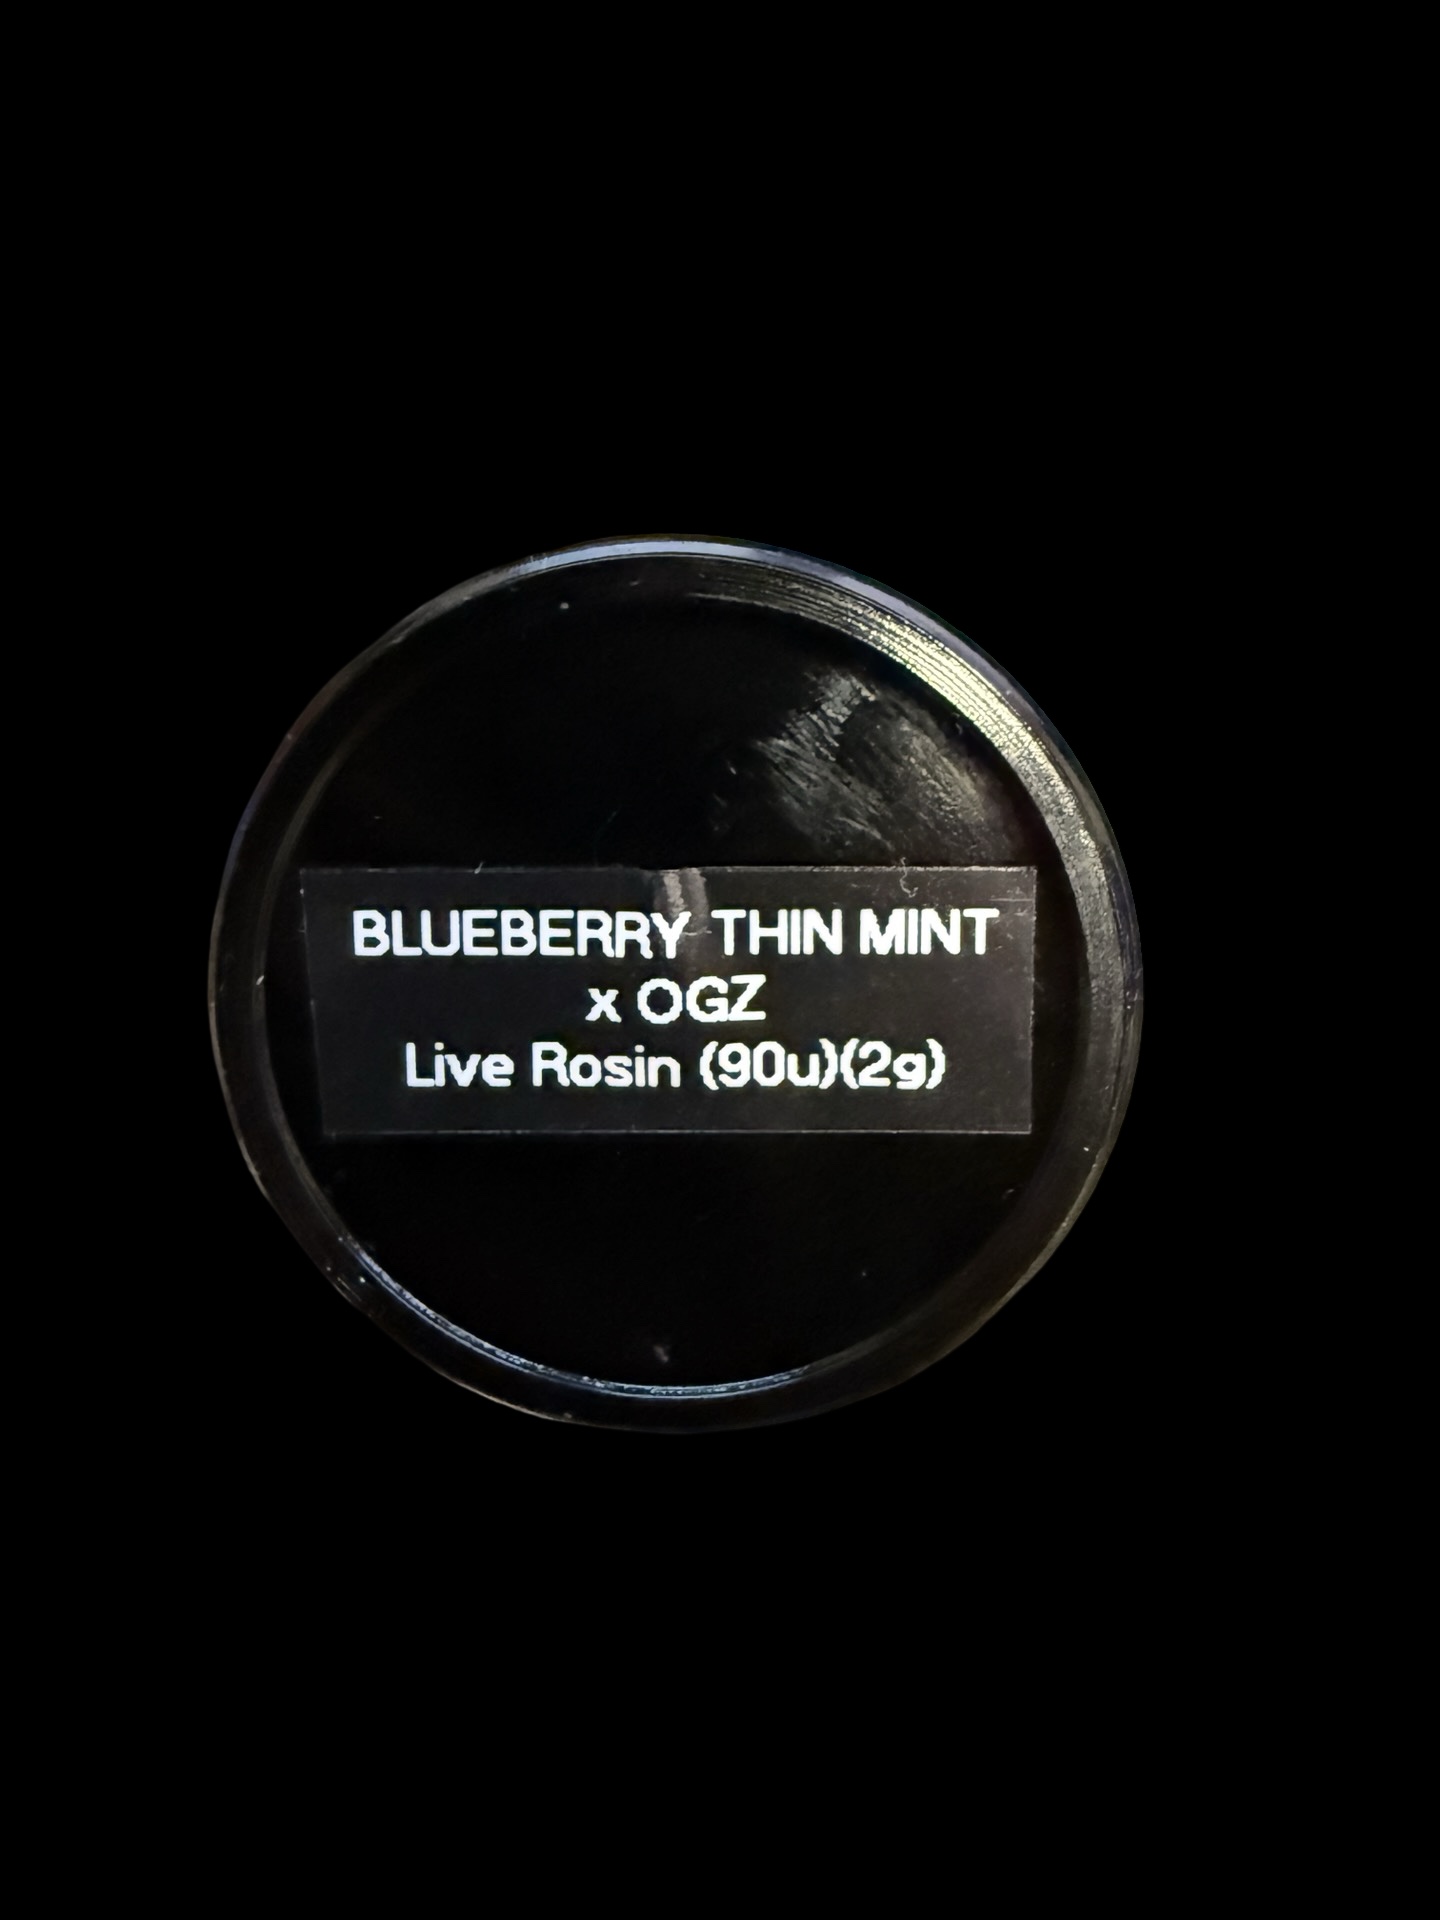 BLUEBERRY THIN MINT
x OGZ
Live Rosin (90u)(2g)